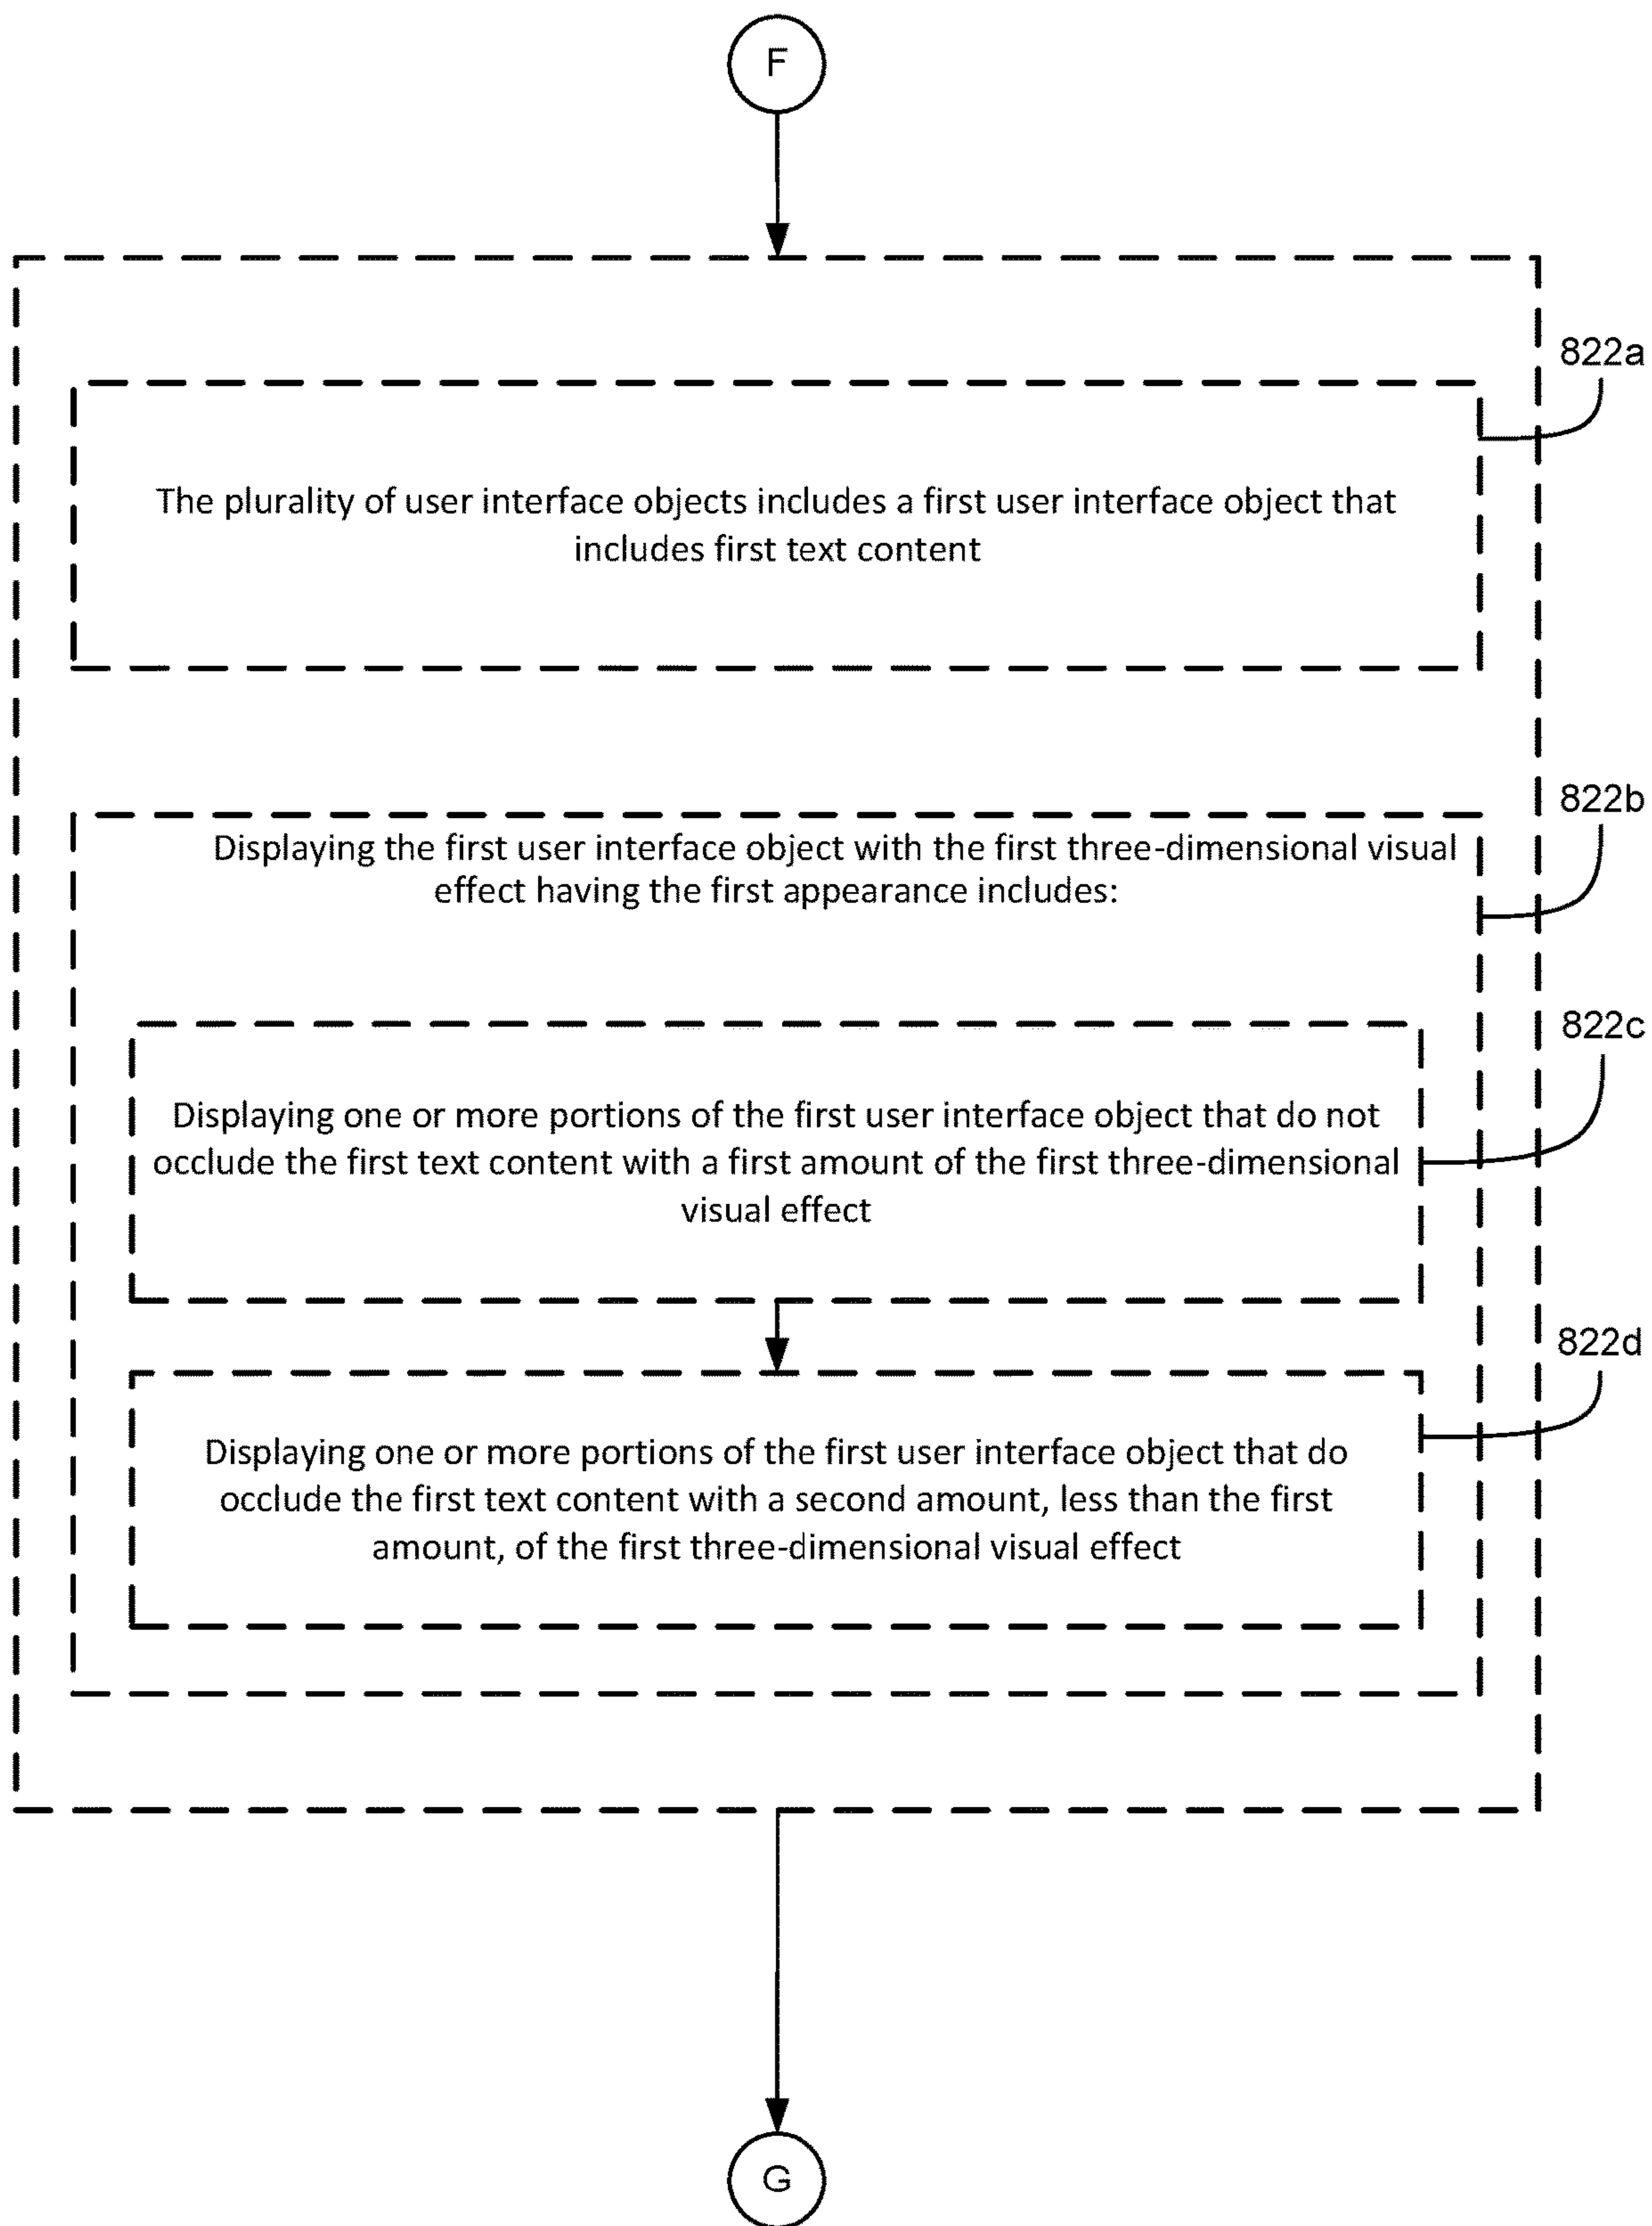 F
822a
The plurality of user interface objects includes a first user interface object that
includes first text content
822b
Displaying the first user interface object with the first three-dimensional visual
effect having the first appearance includes:
822c
Displaying one or more portions of the first user interface object that do not
occlude the first text content with a first amount of the first three-dimensional
visual effect
822d
Displaying one or more portions of the first user interface object that do
occlude the first text content with a second amount, less than the first
amount, of the first three-dimensional visual effect
G